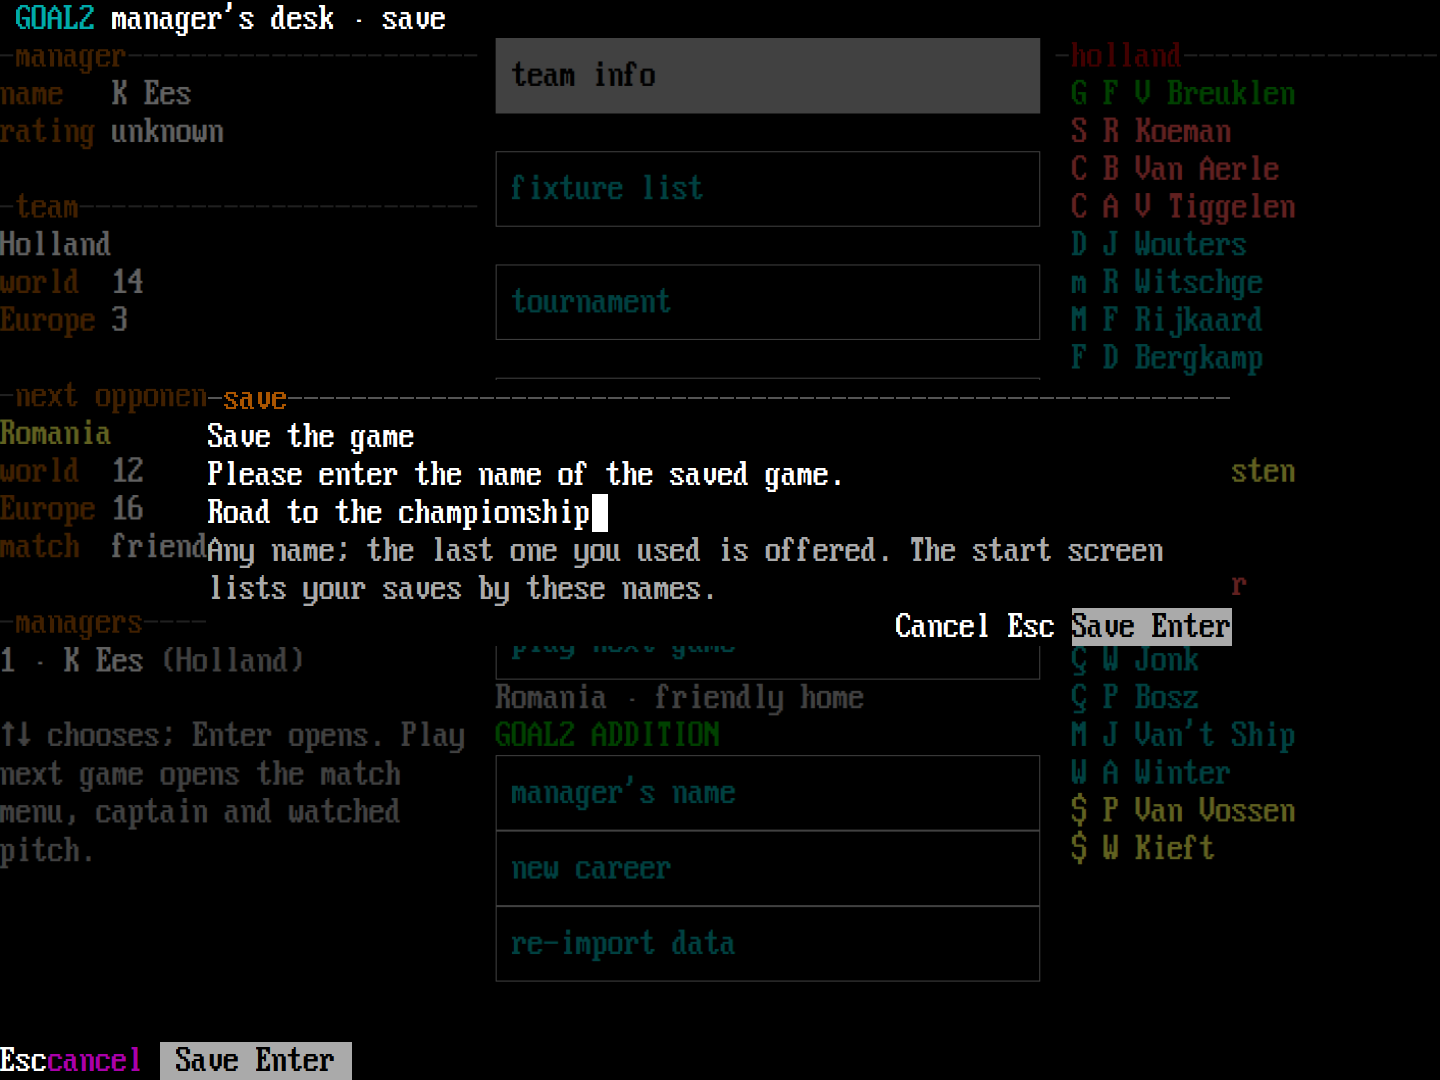 GOAL2 manager's desk · save
manager
name K Ees
rating unknown
team
Holland
world 14
Europe 3
next opponen
Romania
world 12
Europe 16
match friend
managers
1 · K Ees (Holland)
↑↓ chooses; Enter opens. Play
next game opens the match
menu, captain and watched
pitch.
team info
fixture list
tournament
save
Save the game
Please enter the name of the saved game.
Road to the championship
Any name; the last one you used is offered. The start screen
lists your saves by these names.
Cancel Esc Save Enter
play next game
Romania · friendly home
GOAL2 ADDITION
manager's name
new career
re-import data
holland
G F V Breuklen
S R Koeman
C B Van Aerle
C A V Tiggelen
D J Wouters
m R Witschge
M F Rijkaard
F D Bergkamp
sten
r
Ç W Jonk
Ç P Bosz
M J Van't Ship
W A Winter
$ P Van Vossen
$ W Kieft
Esc cancel Save Enter